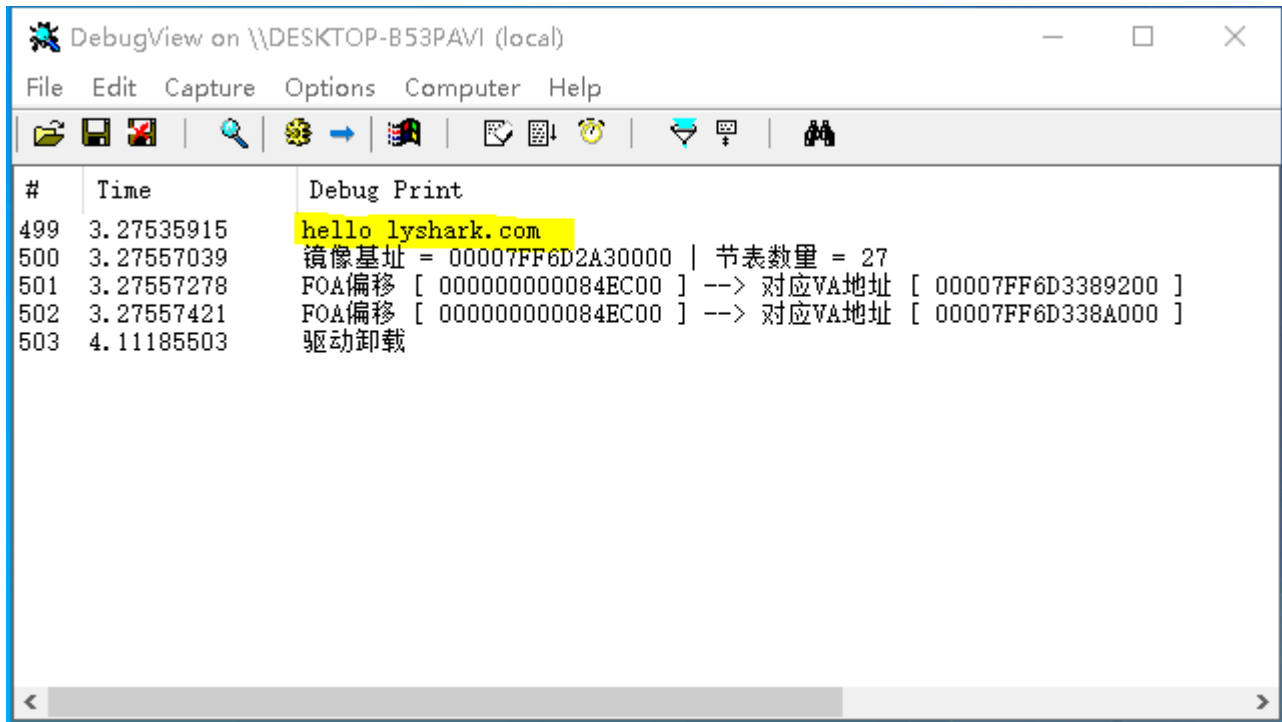 DebugView on \\DESKTOP-B53PAVI (local)
File Edit Capture Options Computer Help
# Time Debug Print
499 3.27535915 hello lyshark.com
500 3.27557039 镜像基址 = 00007FF6D2A30000 | 节表数量 = 27
501 3.27557278 FOA偏移 [ 000000000084EC00 ] --> 对应VA地址 [ 00007FF6D3389200 ]
502 3.27557421 FOA偏移 [ 000000000084EC00 ] --> 对应VA地址 [ 00007FF6D338A000 ]
503 4.11185503 驱动卸载